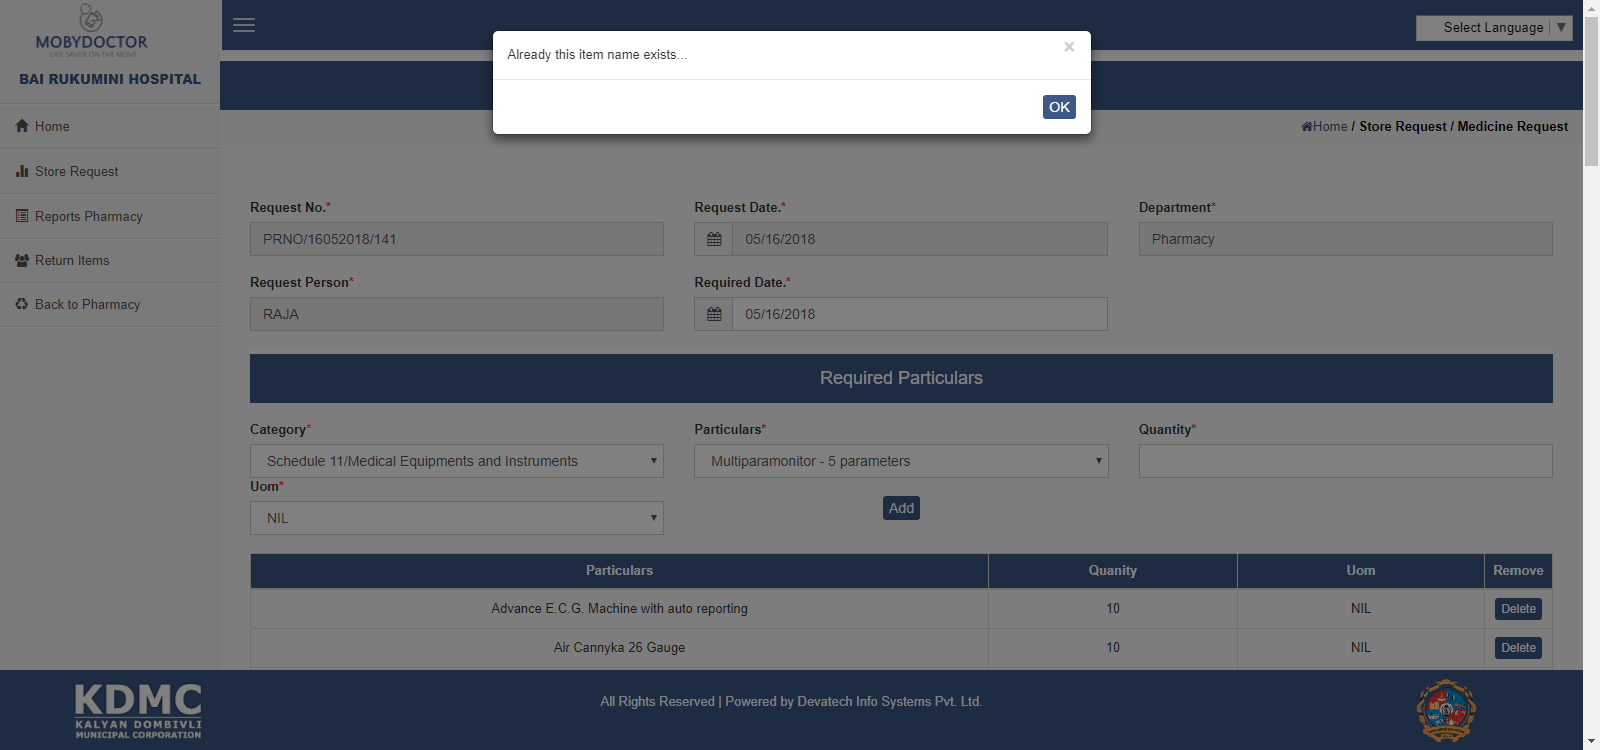 MOBYDOCTOR
LIFE SAVER ON THE MOVE
BAI RUKUMINI HOSPITAL
Home
Store Request
Reports Pharmacy
Return Items
Back to Pharmacy
Select Language ▼
Already this item name exists...
×
OK
Home / Store Request / Medicine Request
Request No.*
Request Date.*
Department*
PRNO/16052018/141
05/16/2018
Pharmacy
Request Person*
Required Date.*
RAJA
05/16/2018
Required Particulars
Category*
Particulars*
Quantity*
Schedule 11/Medical Equipments and Instruments
Multiparamonitor - 5 parameters
Uom*
NIL
Add
Particulars Quanity Uom Remove
Advance E.C.G. Machine with auto reporting 10 NIL Delete
Air Cannyka 26 Gauge 10 NIL Delete
KDMC
KALYAN DOMBIVLI
MUNICIPAL CORPORATION
All Rights Reserved | Powered by Devatech Info Systems Pvt. Ltd.